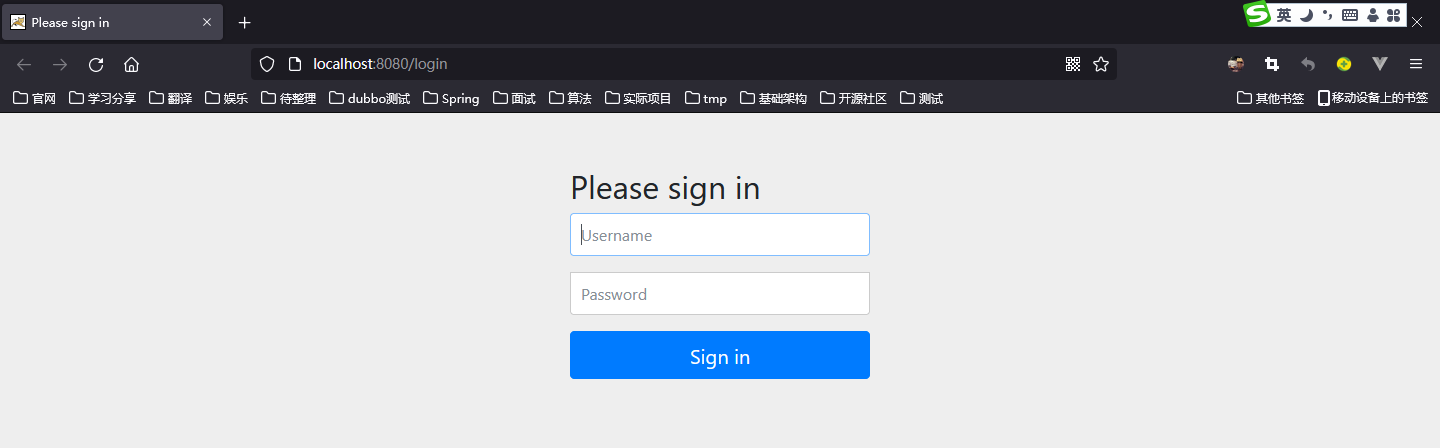 Please sign in
英
localhost:8080/login
官网 学习分享 翻译 娱乐 待整理 dubbo测试 Spring 面试 算法 实际项目 tmp 基础架构 开源社区 测试 其他书签 移动设备上的书签
Please sign in
Username
Password
Sign in